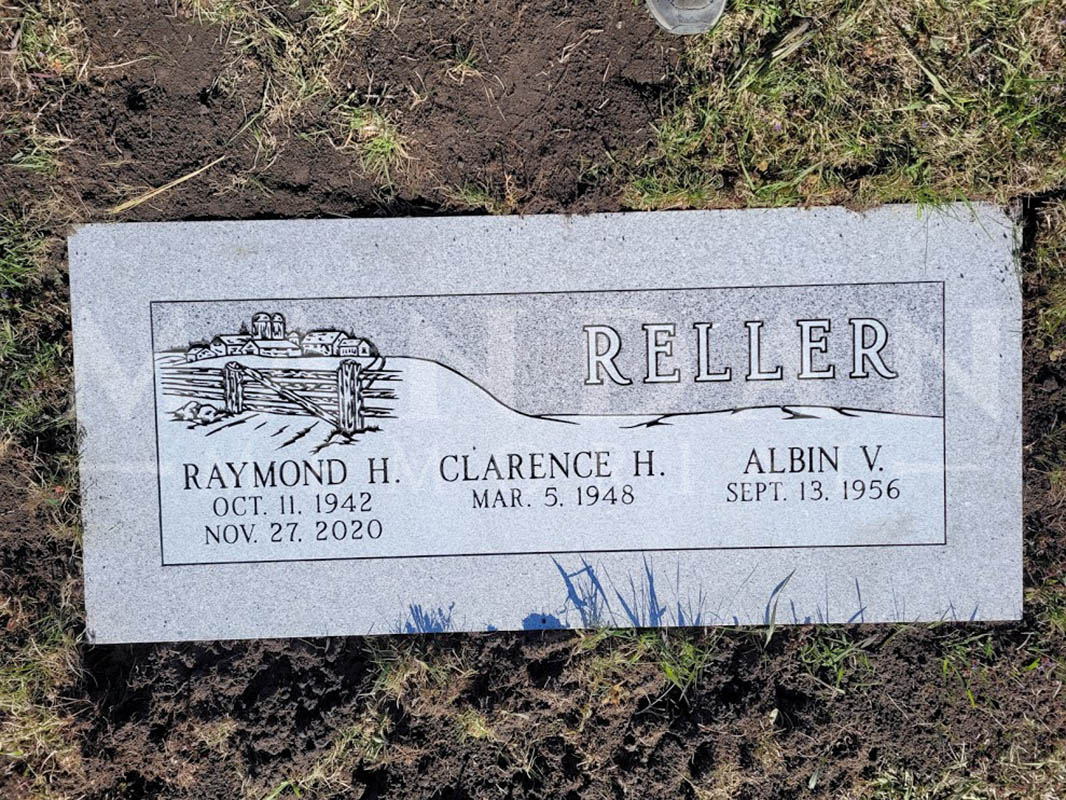 RELLER
RAYMOND H.
OCT. 11. 1942
NOV. 27. 2020
CLARENCE H.
MAR. 5. 1948
ALBIN V.
SEPT. 13. 1956